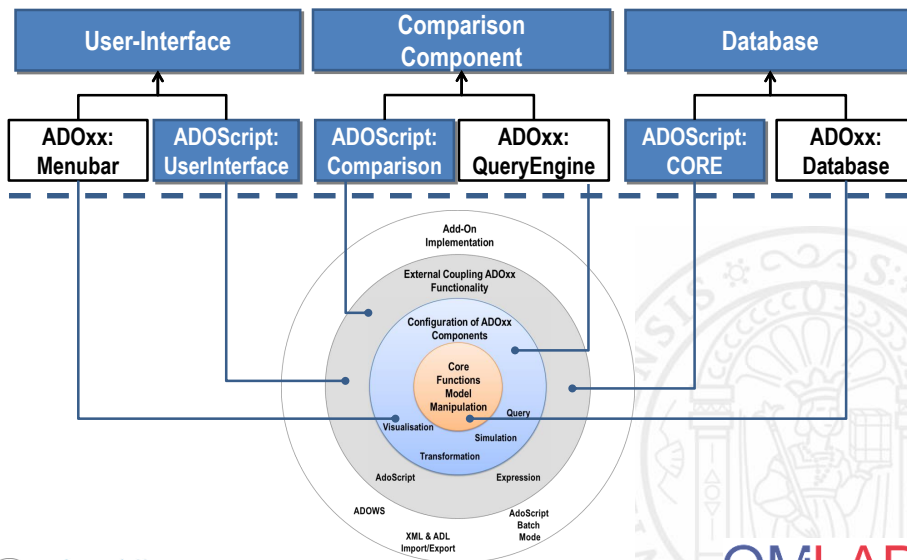 User-Interface
Comparison
Component
Database
ADOxx:
Menubar
ADOScript:
UserInterface
ADOScript:
Comparison
ADOxx:
QueryEngine
ADOScript:
CORE
ADOxx:
Database
Add-On
Implementation
External Coupling ADOxx
Functionality
Configuration of ADOxx
Components
Core
Functions
Model
Manipulation
Query
Visualisation
Simulation
Transformation
AdoScript
Expression
ADOWS
AdoScript
Batch
Mode
XML & ADL
Import/Export